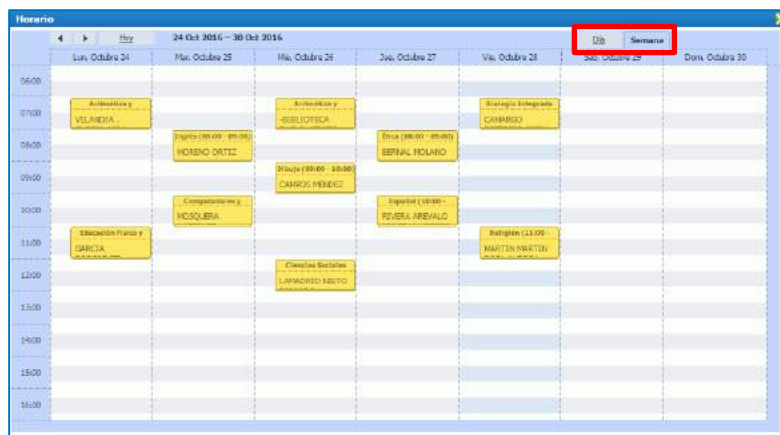 Horario
Hoy
24 Oct 2016 – 30 Oct 2016
Día
Semana
Lun, Octubre 24
Mar, Octubre 25
Mié, Octubre 26
Jue, Octubre 27
Vie, Octubre 28
Sáb, Octubre 29
Dom, Octubre 30
06:00
07:00
Aritmética y
VELANDIA .
Aritmética y
-BIBLIOTECA
Biología Integrada
CAMARGO
08:00
Ingles (08:00 - 09:00)
MORENO ORTIZ
Ética (08:00 - 09:00)
BERNAL MOLANO
09:00
Dibujo (09:00 - 10:00)
CAMPOS MENDEZ
10:00
Computadores y
MOSQUERA
Español (10:00 -
RIVERA AREVALO
11:00
Educación Física y
GARCIA
Religión (11:00 -
MARTIN MARTIN
12:00
Ciencias Sociales
LAMADRID NIETO
13:00
14:00
15:00
16:00